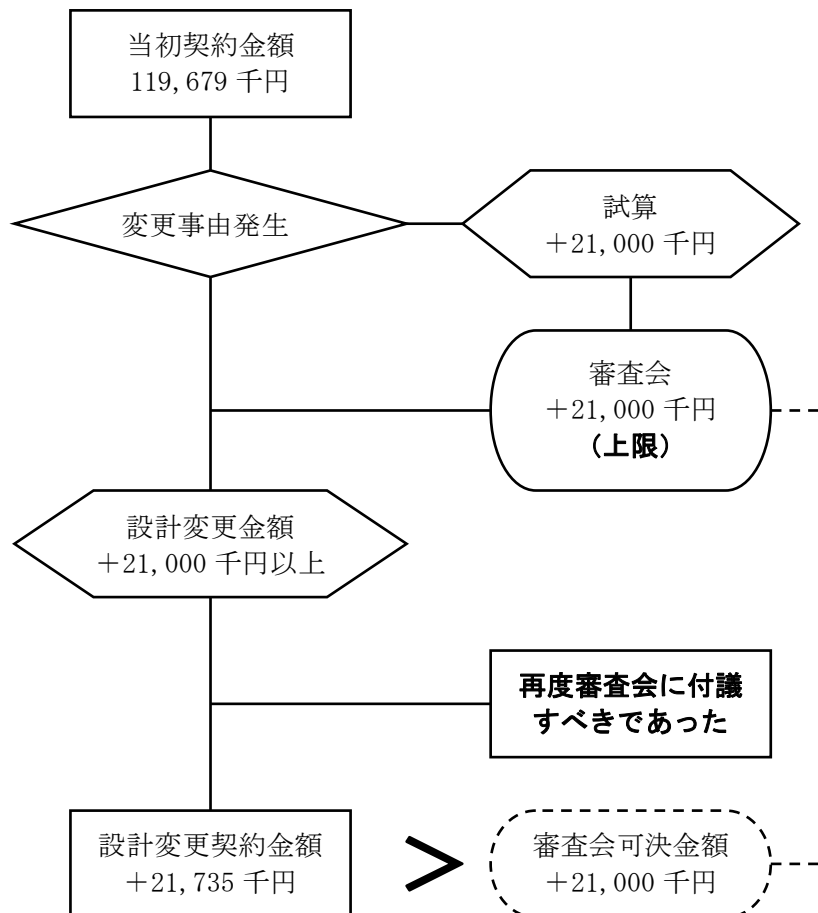 当初契約金額
119,679 千円
変更事由発生
試算
＋21,000 千円
審査会
＋21,000 千円
（上限）
設計変更金額
＋21,000 千円以上
再度審査会に付議
すべきであった
設計変更契約金額
＋21,735 千円
＞
審査会可決金額
＋21,000 千円